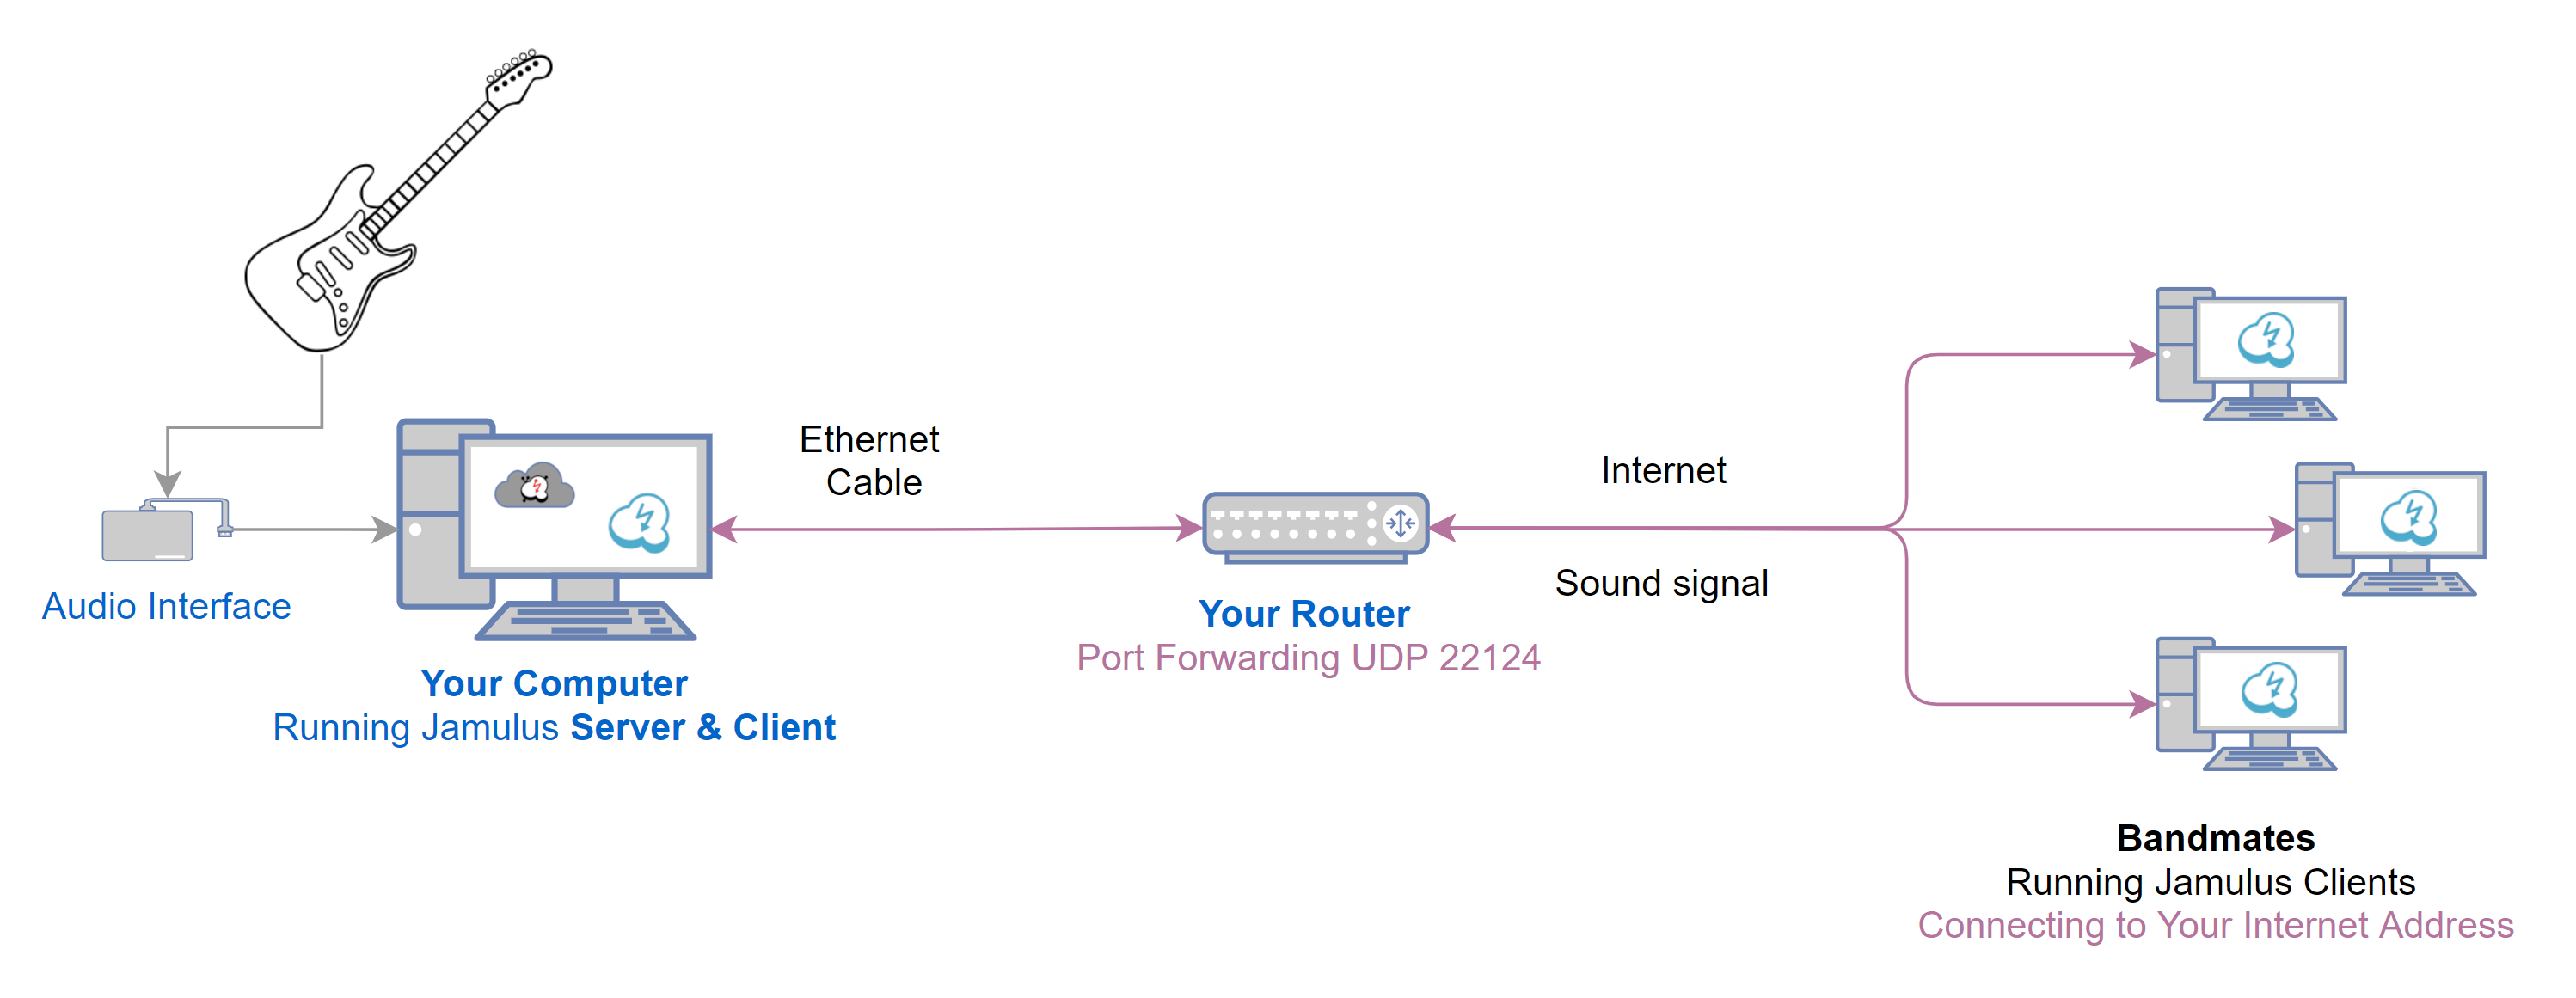 Ethernet
Cable
Internet
Sound signal
Audio Interface
Your Router
Port Forwarding UDP 22124
Your Computer
Running Jamulus Server & Client
Bandmates
Running Jamulus Clients
Connecting to Your Internet Address